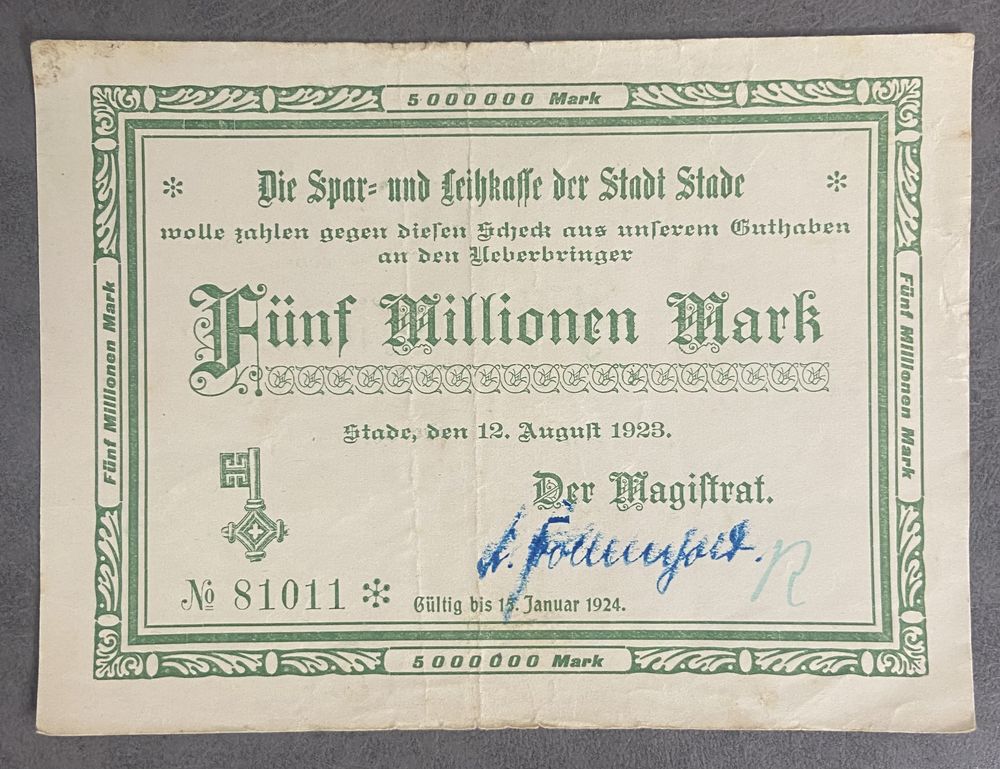 5000000 Mark
* Die Spar- und Leihkasse der Stadt Stade *
wolle zahlen gegen diesen Scheck aus unserem Guthaben
an den Ueberbringer
Fünf Millionen Mark
Stade, den 12. August 1923.
Der Magistrat.
№ 81011 *
Gültig bis 15. Januar 1924.
5000000 Mark
Fünf Millionen Mark
Fünf Millionen Mark